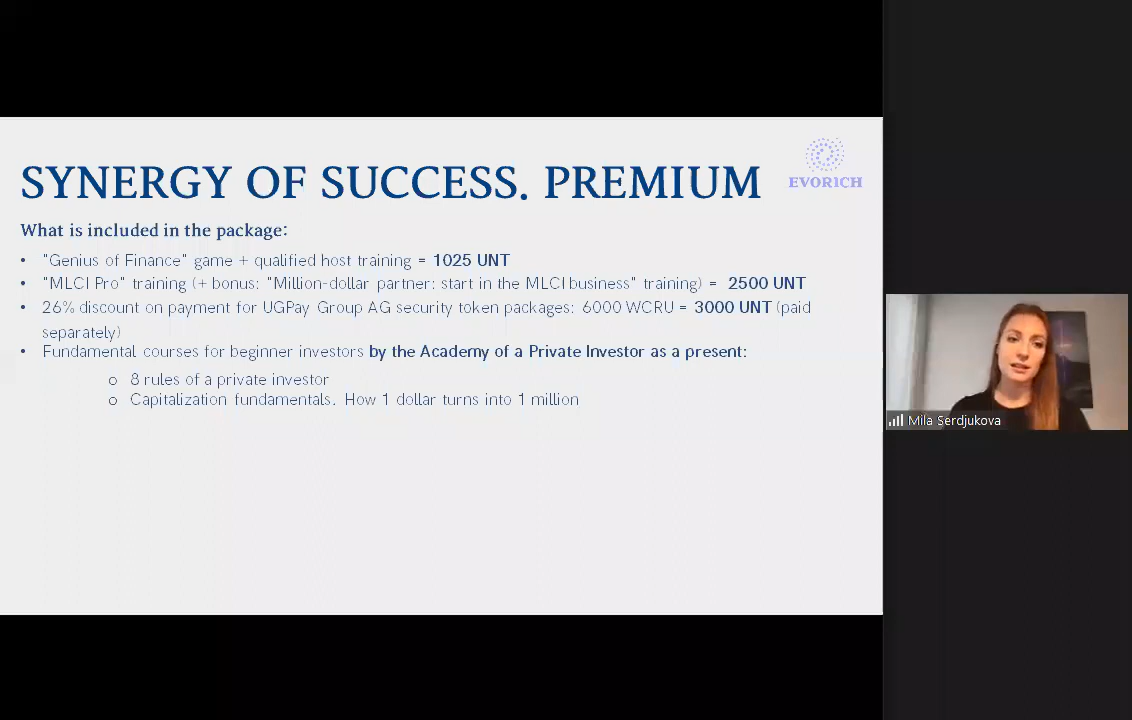 SYNERGY OF SUCCESS. PREMIUM
EVORICH
What is included in the package:
• "Genius of Finance" game + qualified host training = 1025 UNT
• "MLCI Pro" training (+ bonus: "Million-dollar partner: start in the MLCI business" training) = 2500 UNT
• 26% discount on payment for UGPay Group AG security token packages: 6000 WCRU = 3000 UNT (paid
separately)
• Fundamental courses for beginner investors by the Academy of a Private Investor as a present:
o 8 rules of a private investor
o Capitalization fundamentals. How 1 dollar turns into 1 million
Mila Serdjukova